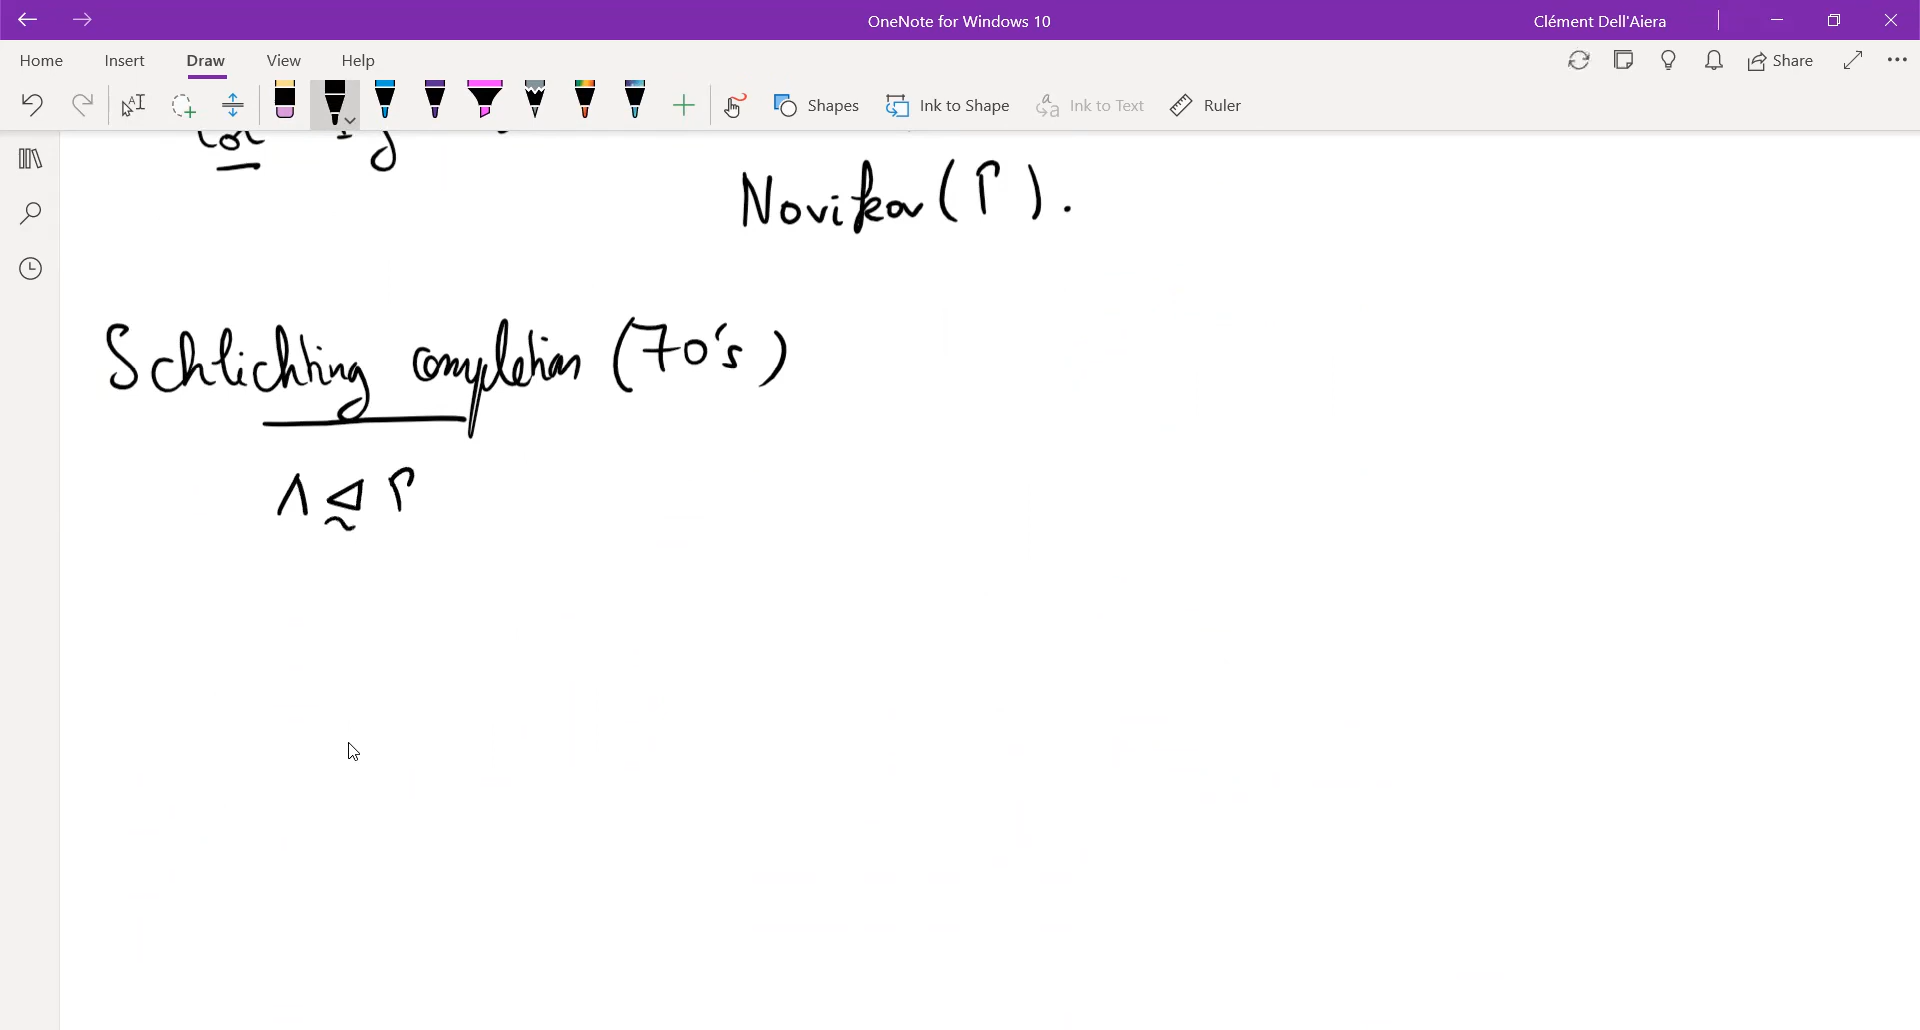 OneNote for Windows 10
Clément Dell'Aiera
Home Insert Draw View Help
Share
Shapes Ink to Shape Ink to Text Ruler
Novikov (Γ).
Schlichting completion (70's)
Λ ⊴ Γ